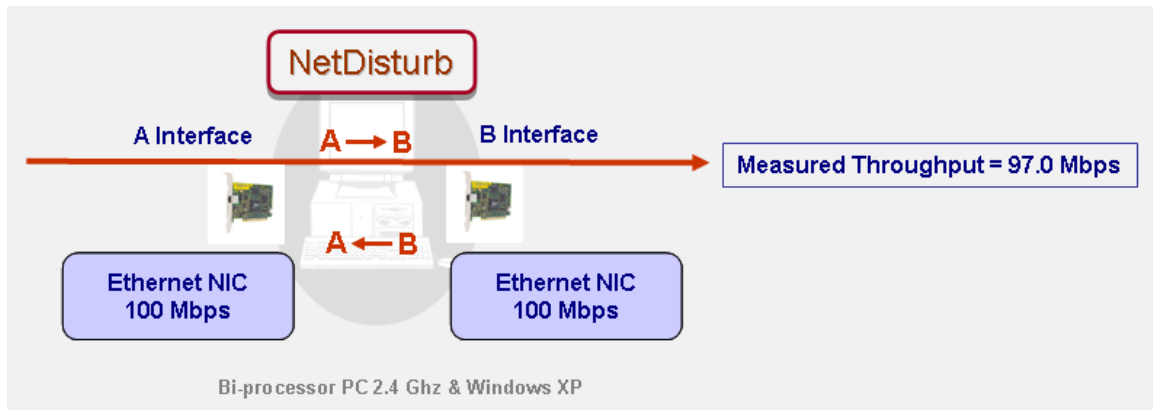 NetDisturb
A Interface
A → B
B Interface
Measured Throughput = 97.0 Mbps
A ← B
Ethernet NIC
100 Mbps
Ethernet NIC
100 Mbps
Bi-processor PC 2.4 Ghz & Windows XP